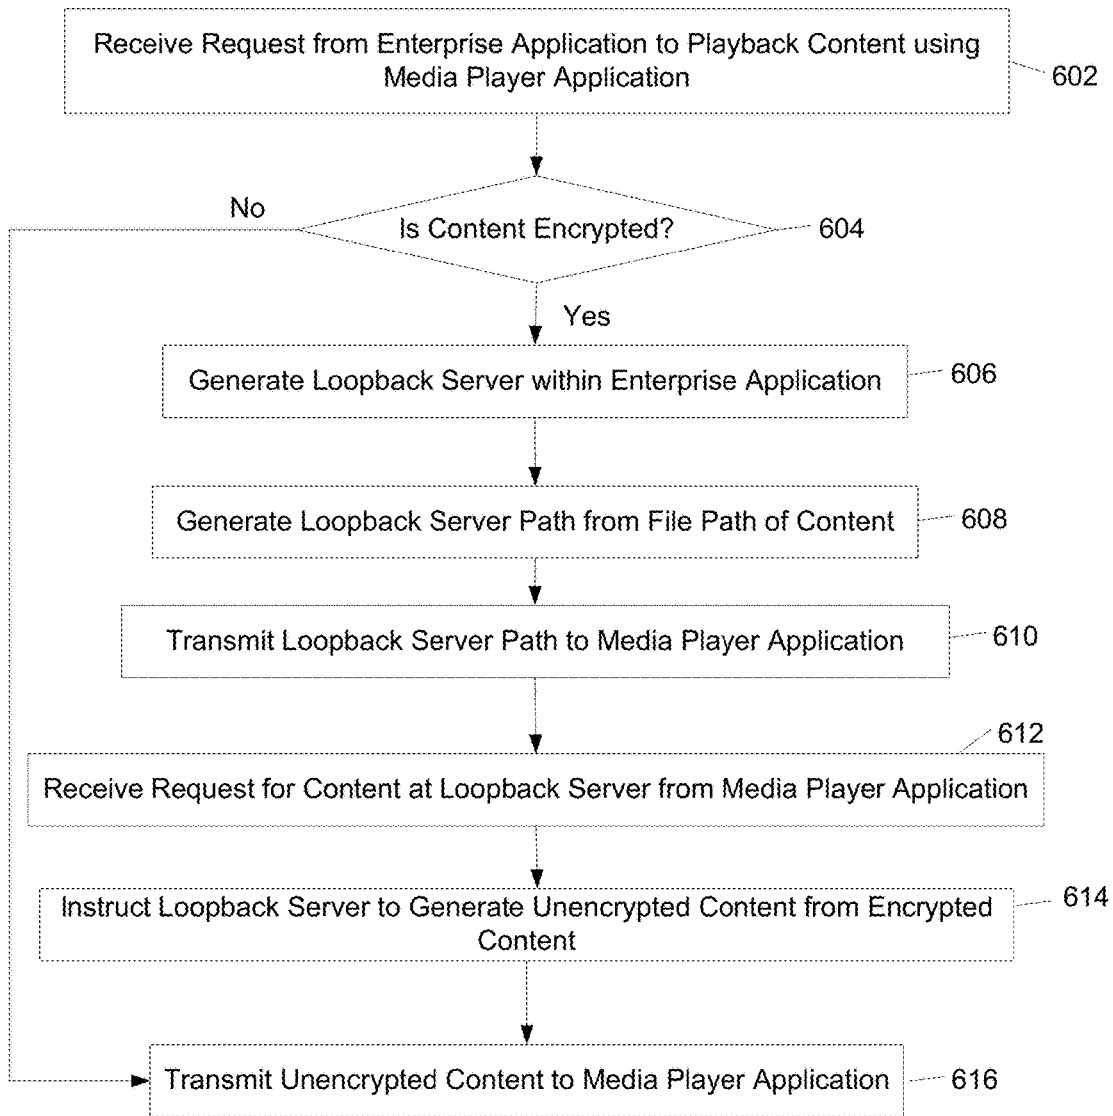 Receive Request from Enterprise Application to Playback Content using
Media Player Application
602
No
Is Content Encrypted?
604
Yes
Generate Loopback Server within Enterprise Application
606
Generate Loopback Server Path from File Path of Content
608
Transmit Loopback Server Path to Media Player Application
610
612
Receive Request for Content at Loopback Server from Media Player Application
Instruct Loopback Server to Generate Unencrypted Content from Encrypted
Content
614
Transmit Unencrypted Content to Media Player Application
616